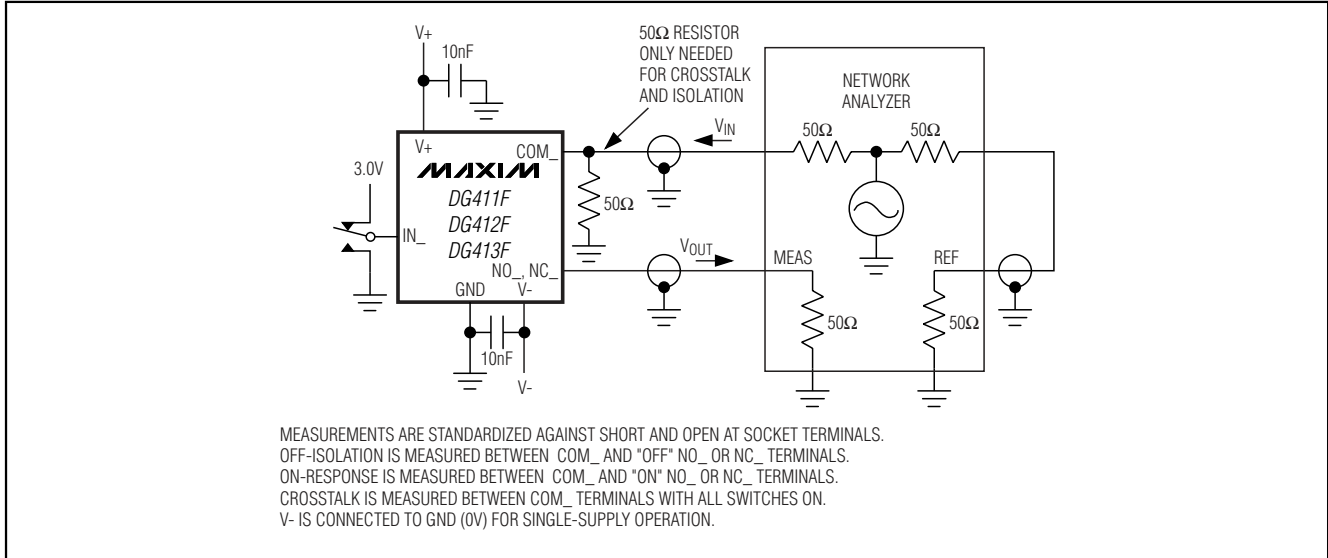 V+
10nF
50Ω RESISTOR
ONLY NEEDED
FOR CROSSTALK
AND ISOLATION
NETWORK
ANALYZER
VIN
50Ω
50Ω
V+
COM_
MAXIM
3.0V
DG411F
DG412F
DG413F
50Ω
IN_
NO_, NC_
VOUT
MEAS
REF
GND
V-
50Ω
50Ω
10nF
V-
MEASUREMENTS ARE STANDARDIZED AGAINST SHORT AND OPEN AT SOCKET TERMINALS.
OFF-ISOLATION IS MEASURED BETWEEN COM_ AND "OFF" NO_ OR NC_ TERMINALS.
ON-RESPONSE IS MEASURED BETWEEN COM_ AND "ON" NO_ OR NC_ TERMINALS.
CROSSTALK IS MEASURED BETWEEN COM_ TERMINALS WITH ALL SWITCHES ON.
V- IS CONNECTED TO GND (0V) FOR SINGLE-SUPPLY OPERATION.